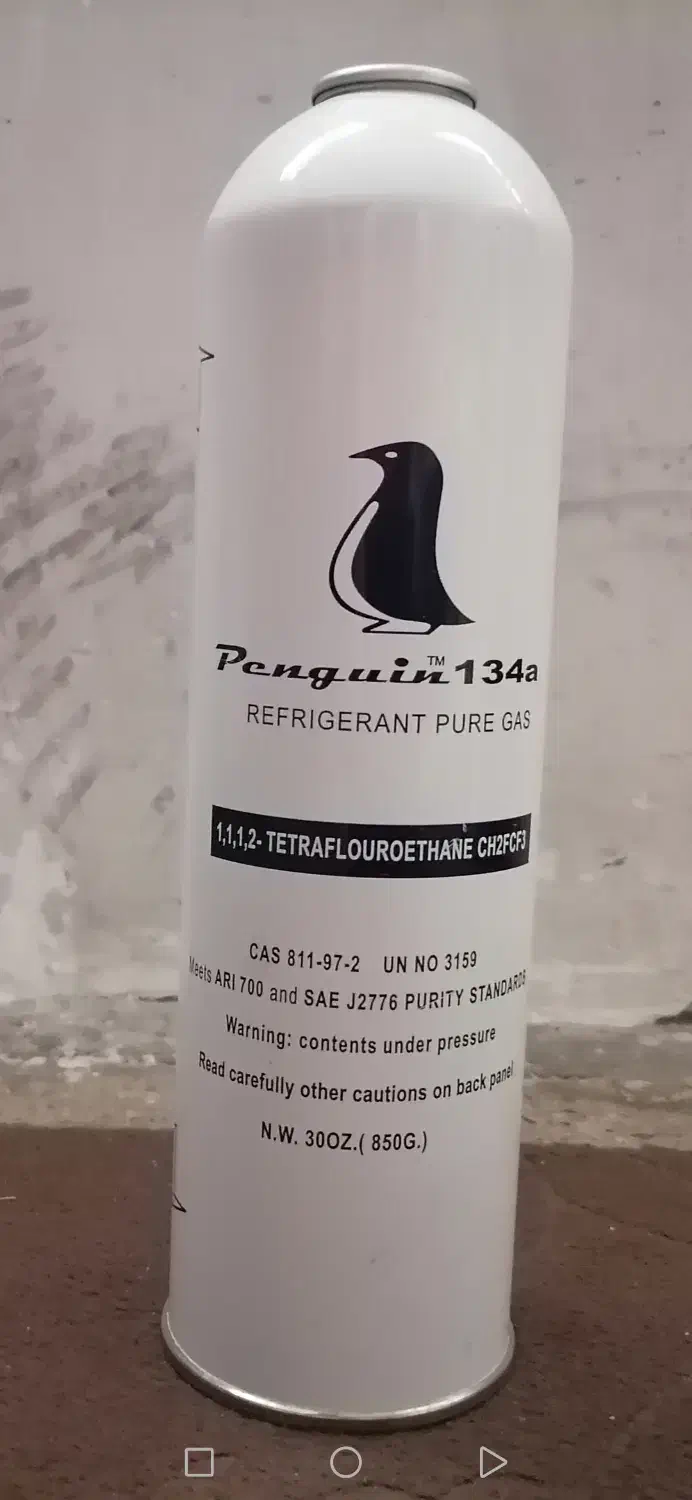 Penguin™134a
REFRIGERANT PURE GAS
1,1,1,2- TETRAFLOUROETHANE CH2FCF3
CAS 811-97-2 UN NO 3159
Meets ARI 700 and SAE J2776 PURITY STANDARDS
Warning: contents under pressure
Read carefully other cautions on back panel
N.W. 30OZ.( 850G.)